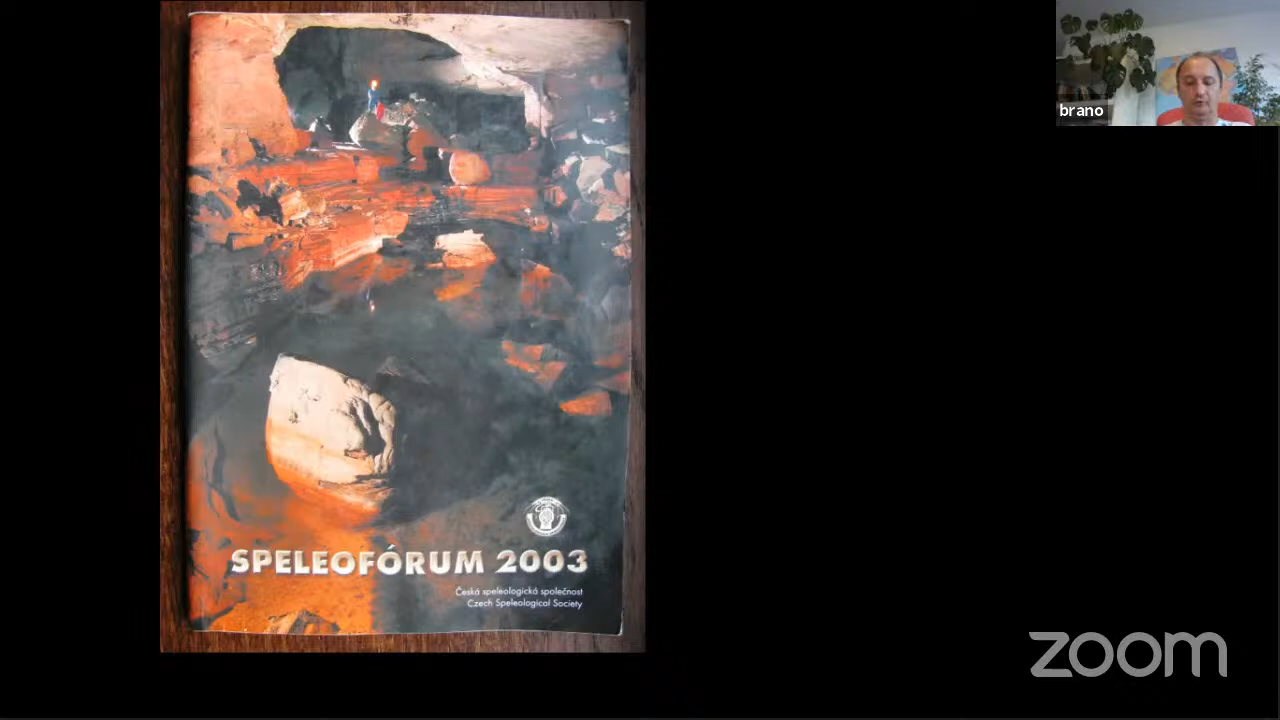 brano
SPELEOFÓRUM 2003
Česká speleologická společnost
Czech Speleological Society
zoom